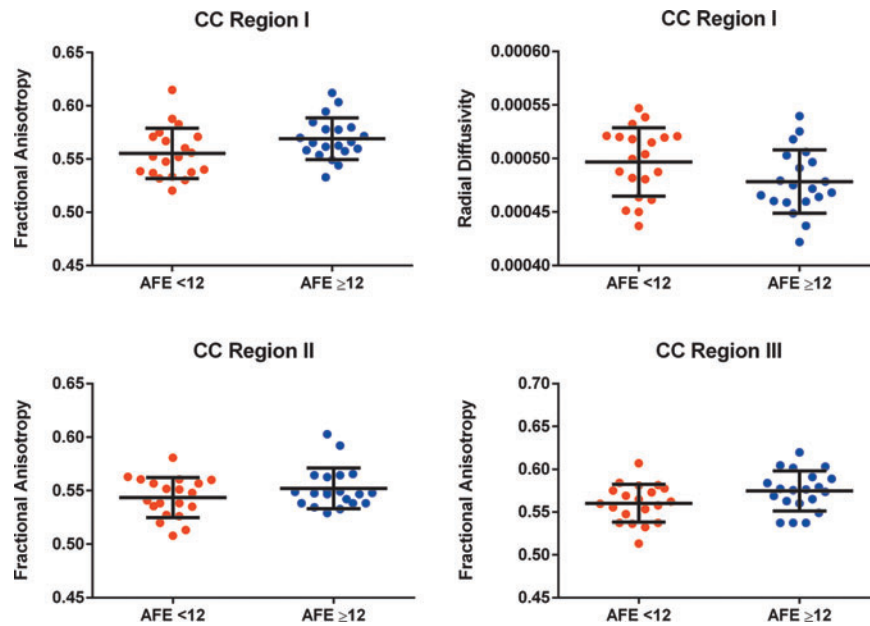 CC Region I
Fractional Anisotropy
0.65
0.60
0.55
0.50
0.45
AFE <12
AFE ≥12
CC Region I
Radial Diffusivity
0.00060
0.00055
0.00050
0.00045
0.00040
AFE <12
AFE ≥12
CC Region II
Fractional Anisotropy
0.65
0.60
0.55
0.50
0.45
AFE <12
AFE ≥12
CC Region III
Fractional Anisotropy
0.70
0.65
0.60
0.55
0.50
0.45
AFE <12
AFE ≥12